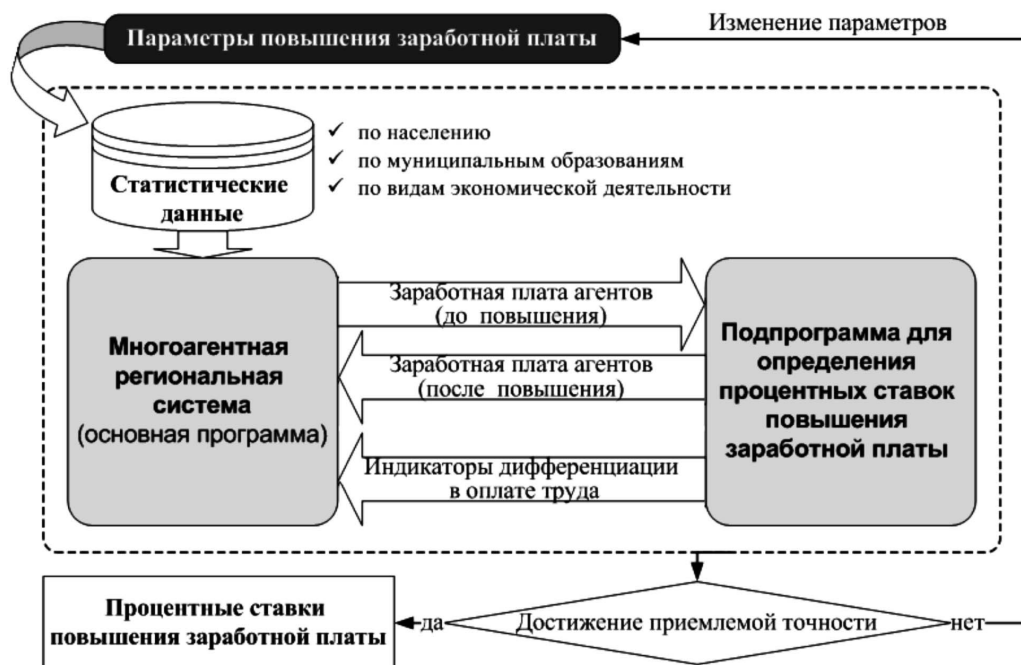 Параметры повышения заработной платы
Изменение параметров
✓ по населению
✓ по муниципальным образованиям
✓ по видам экономической деятельности
Статистические
данные
Многоагентная
региональная
система
(основная программа)
Заработная плата агентов
(до повышения)
Заработная плата агентов
(после повышения)
Индикаторы дифференциации
в оплате труда
Подпрограмма для
определения
процентных ставок
повышения
заработной платы
Процентные ставки
повышения заработной платы
да
Достижение приемлемой точности
нет